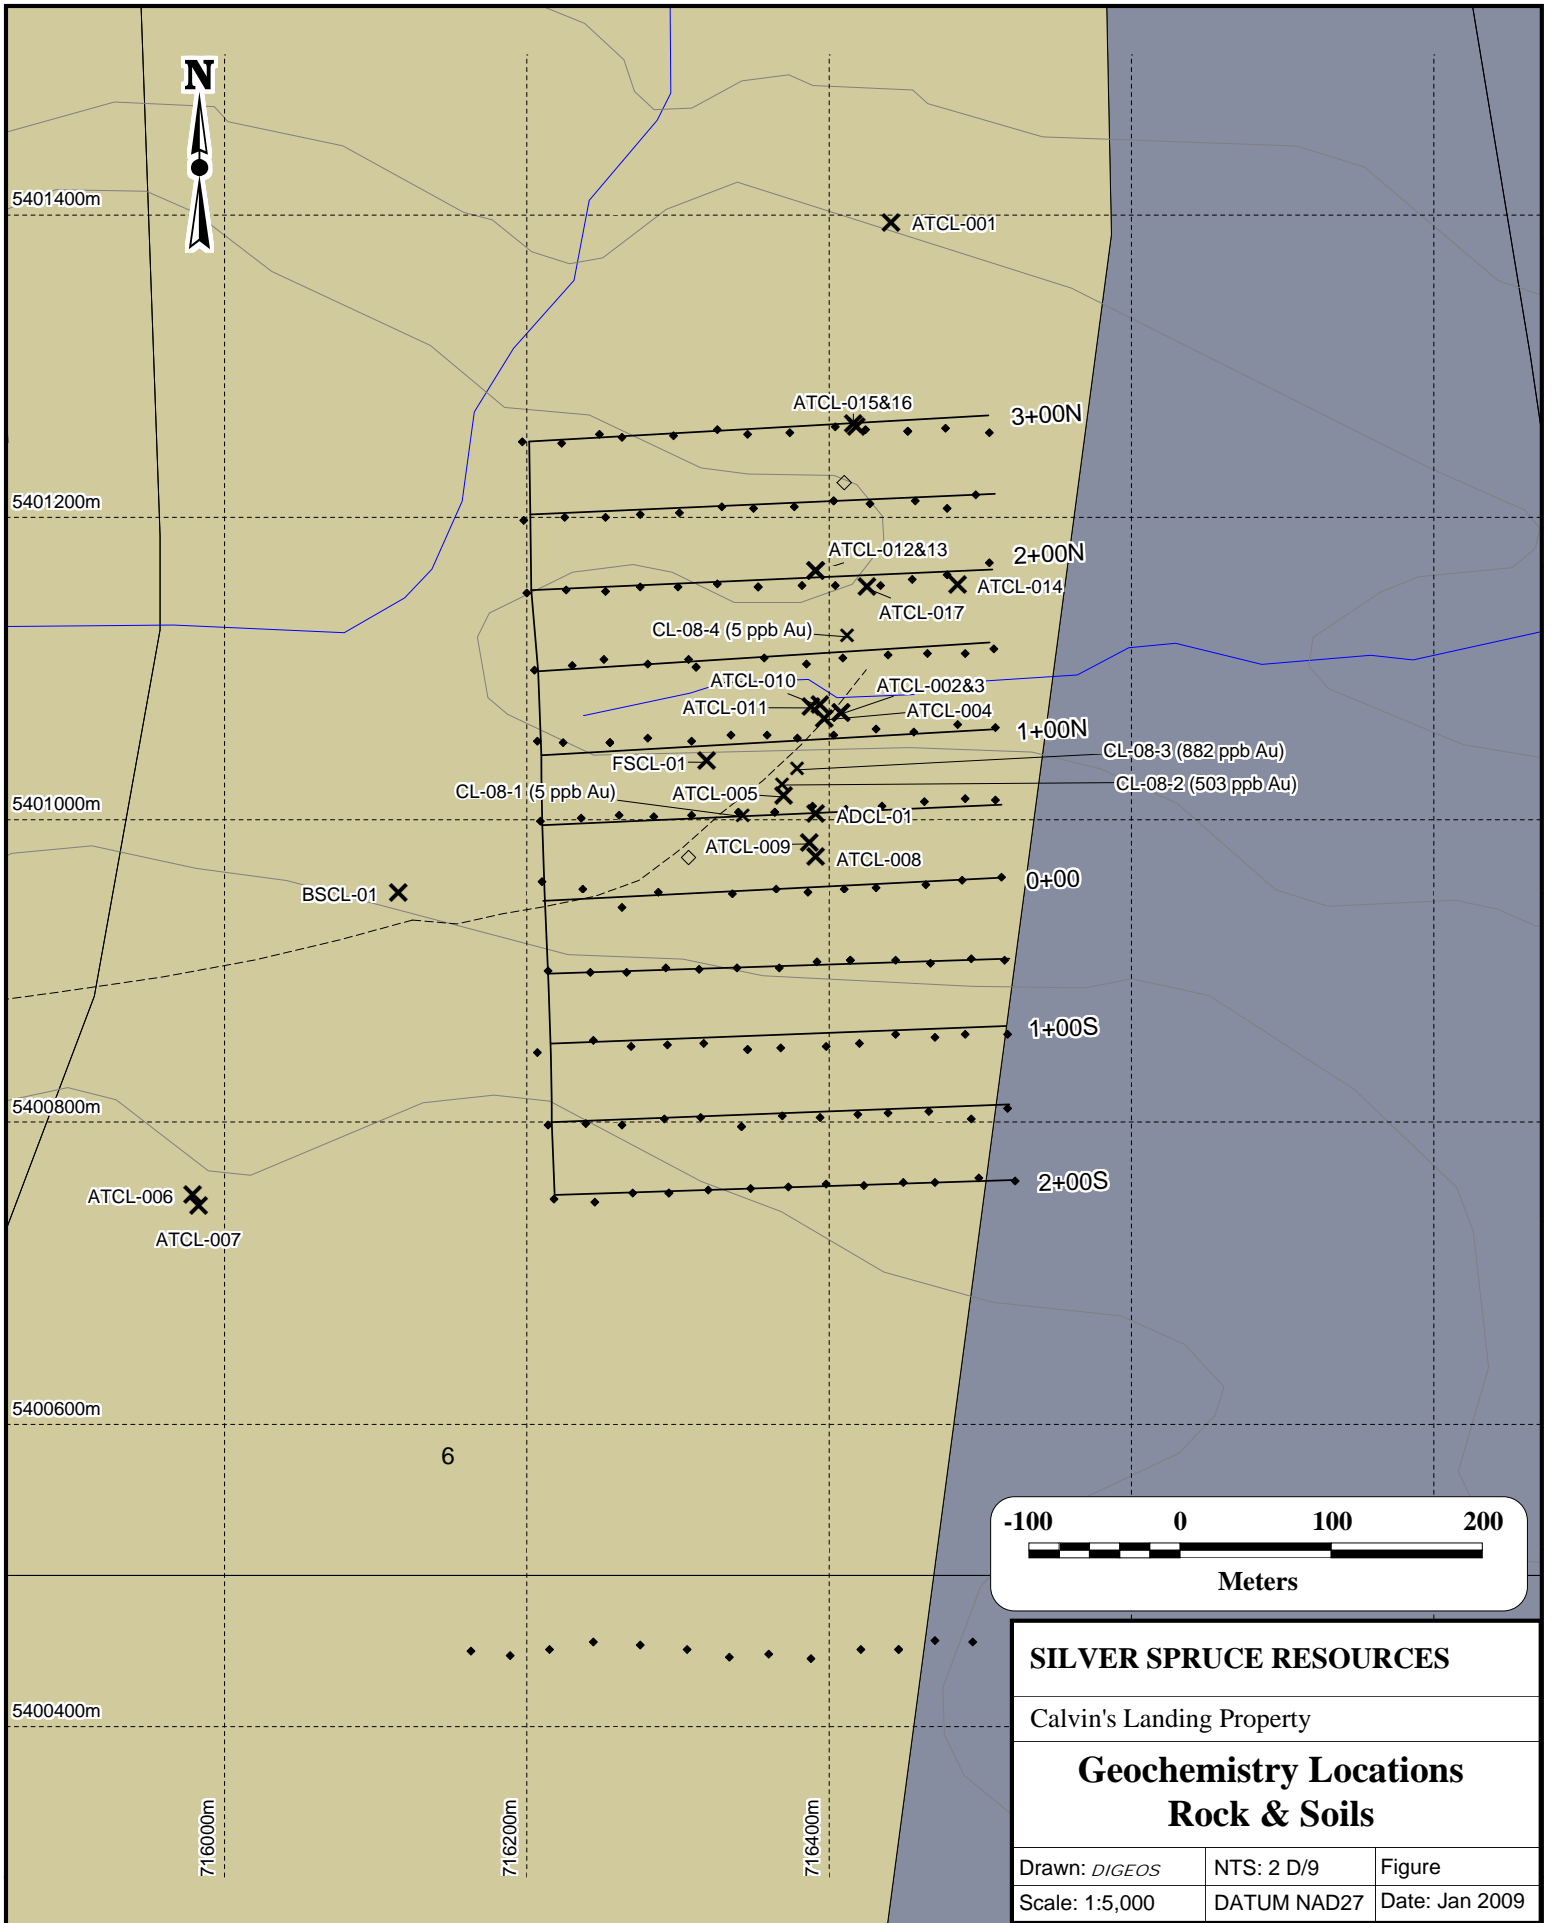 N
5401400m
ATCL-001
ATCL-015&16
3+00N
5401200m
ATCL-012&13
2+00N
ATCL-014
ATCL-017
CL-08-4 (5 ppb Au)
ATCL-010
ATCL-002&3
ATCL-011
ATCL-004
1+00N
FSCL-01
CL-08-3 (882 ppb Au)
CL-08-2 (503 ppb Au)
CL-08-1 (5 ppb Au)
ATCL-005
5401000m
ADCL-01
ATCL-009
ATCL-008
0+00
BSCL-01
1+00S
5400800m
2+00S
ATCL-006
ATCL-007
5400600m
6
-100 0 100 200
Meters
5400400m
716000m
716200m
716400m
SILVER SPRUCE RESOURCES
Calvin's Landing Property
Geochemistry Locations
Rock & Soils
Drawn: DIGEOS
NTS: 2 D/9
Figure
Scale: 1:5,000
DATUM NAD27
Date: Jan 2009